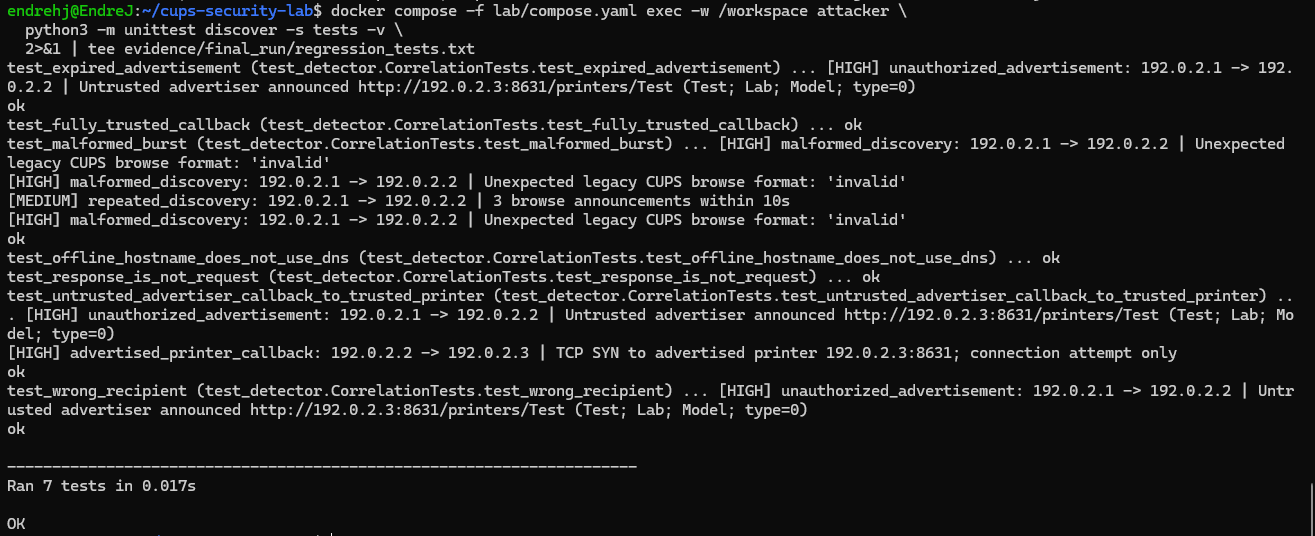 endrehj@EndreJ:~/cups-security-lab$ docker compose -f lab/compose.yaml exec -w /workspace attacker \
  python3 -m unittest discover -s tests -v \
  2>&1 | tee evidence/final_run/regression_tests.txt
test_expired_advertisement (test_detector.CorrelationTests.test_expired_advertisement) ... [HIGH] unauthorized_advertisement: 192.0.2.1 -> 192.
0.2.2 | Untrusted advertiser announced http://192.0.2.3:8631/printers/Test (Test; Lab; Model; type=0)
ok
test_fully_trusted_callback (test_detector.CorrelationTests.test_fully_trusted_callback) ... ok
test_malformed_burst (test_detector.CorrelationTests.test_malformed_burst) ... [HIGH] malformed_discovery: 192.0.2.1 -> 192.0.2.2 | Unexpected
legacy CUPS browse format: 'invalid'
[HIGH] malformed_discovery: 192.0.2.1 -> 192.0.2.2 | Unexpected legacy CUPS browse format: 'invalid'
[MEDIUM] repeated_discovery: 192.0.2.1 -> 192.0.2.2 | 3 browse announcements within 10s
[HIGH] malformed_discovery: 192.0.2.1 -> 192.0.2.2 | Unexpected legacy CUPS browse format: 'invalid'
ok
test_offline_hostname_does_not_use_dns (test_detector.CorrelationTests.test_offline_hostname_does_not_use_dns) ... ok
test_response_is_not_request (test_detector.CorrelationTests.test_response_is_not_request) ... ok
test_untrusted_advertiser_callback_to_trusted_printer (test_detector.CorrelationTests.test_untrusted_advertiser_callback_to_trusted_printer) ..
. [HIGH] unauthorized_advertisement: 192.0.2.1 -> 192.0.2.2 | Untrusted advertiser announced http://192.0.2.3:8631/printers/Test (Test; Lab; Mo
del; type=0)
[HIGH] advertised_printer_callback: 192.0.2.2 -> 192.0.2.3 | TCP SYN to advertised printer 192.0.2.3:8631; connection attempt only
ok
test_wrong_recipient (test_detector.CorrelationTests.test_wrong_recipient) ... [HIGH] unauthorized_advertisement: 192.0.2.1 -> 192.0.2.2 | Untr
usted advertiser announced http://192.0.2.3:8631/printers/Test (Test; Lab; Model; type=0)
ok

----------------------------------------------------------------------
Ran 7 tests in 0.017s

OK